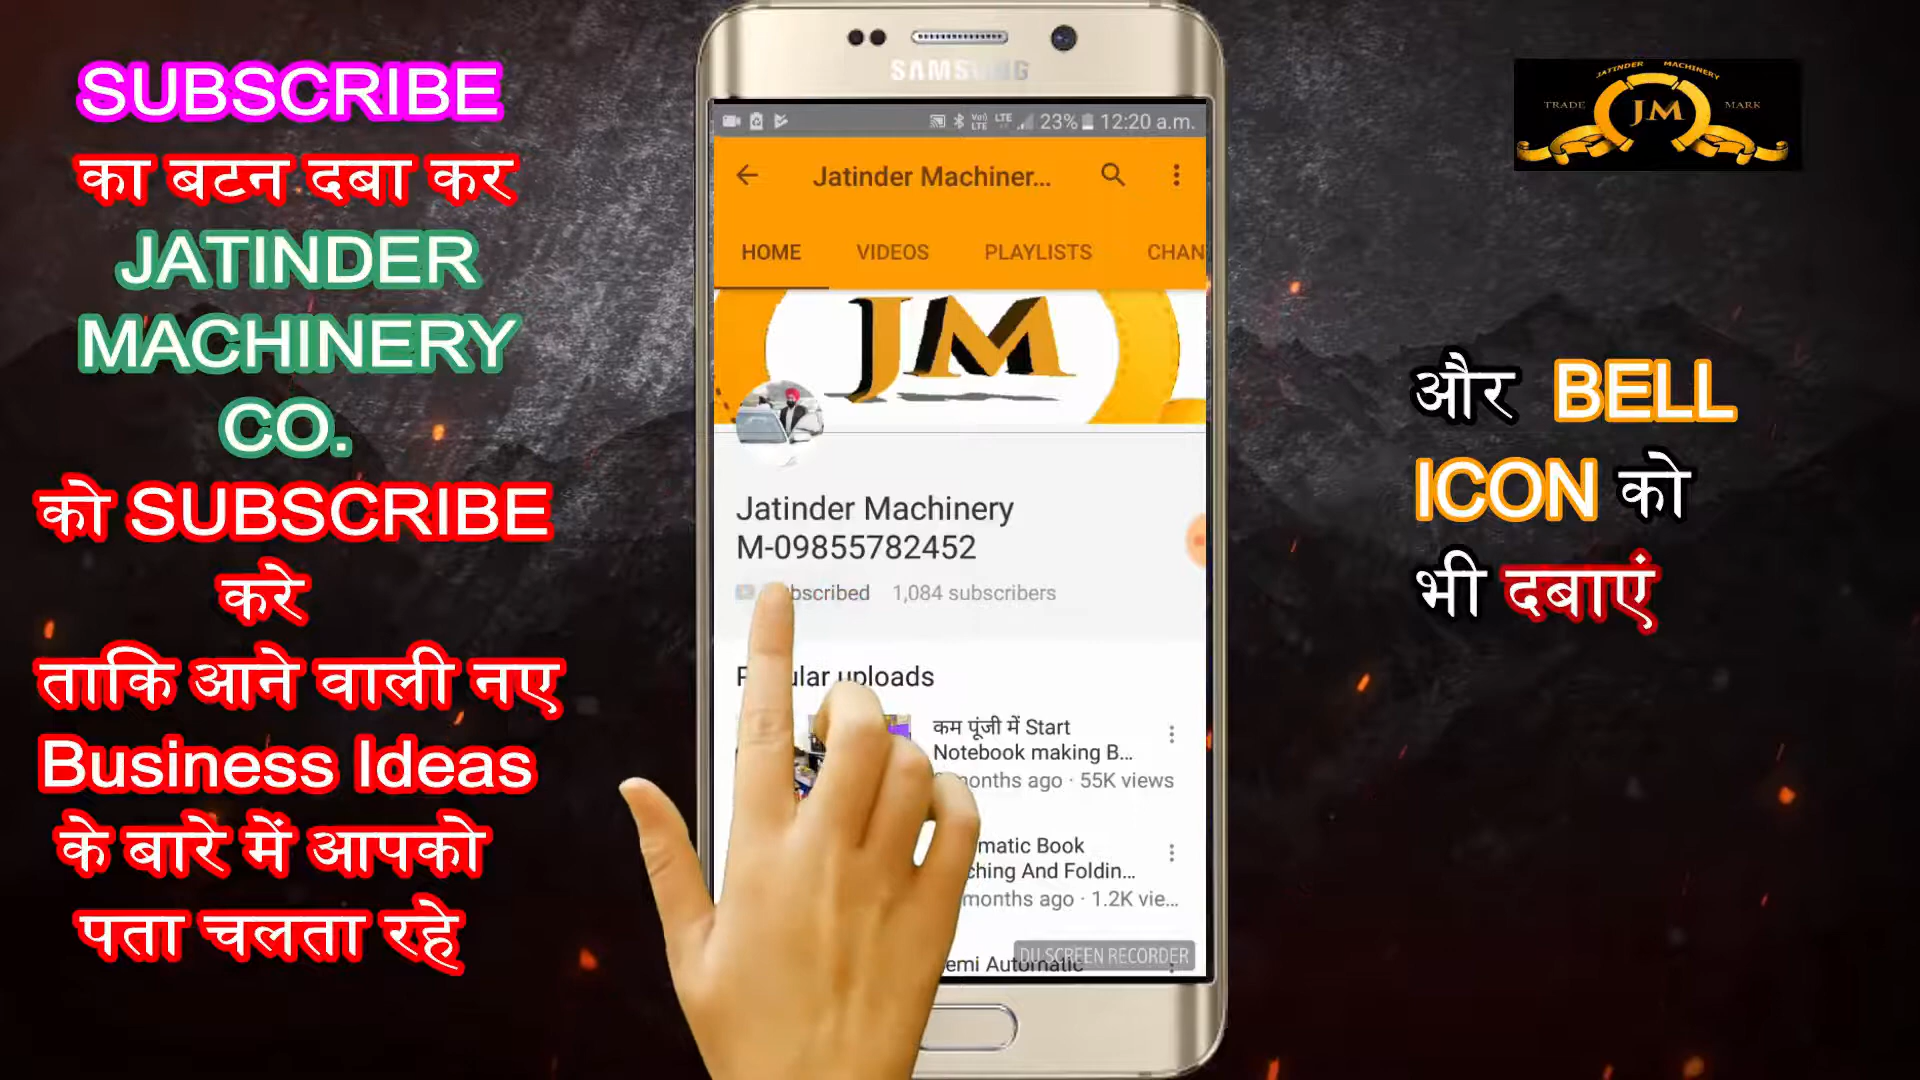 SUBSCRIBE
का बटन दबा कर
JATINDER
MACHINERY
CO.
को SUBSCRIBE
करे
ताकि आने वाली नए
Business Ideas
के बारे में आपको
पता चलता रहे
SAMSUNG
23% 12:20 a.m.
Jatinder Machiner...
HOME VIDEOS PLAYLISTS CHAN
JM
Jatinder Machinery
M-09855782452
bscribed 1,084 subscribers
ular uploads
कम पूंजी में Start
Notebook making B...
months ago · 55K views
matic Book
ching And Foldin...
months ago · 1.2K vie...
emi Automatic
DU SCREEN RECORDER
JATINDER MACHINERY
TRADE JM MARK
और BELL
ICON को
भी दबाएं